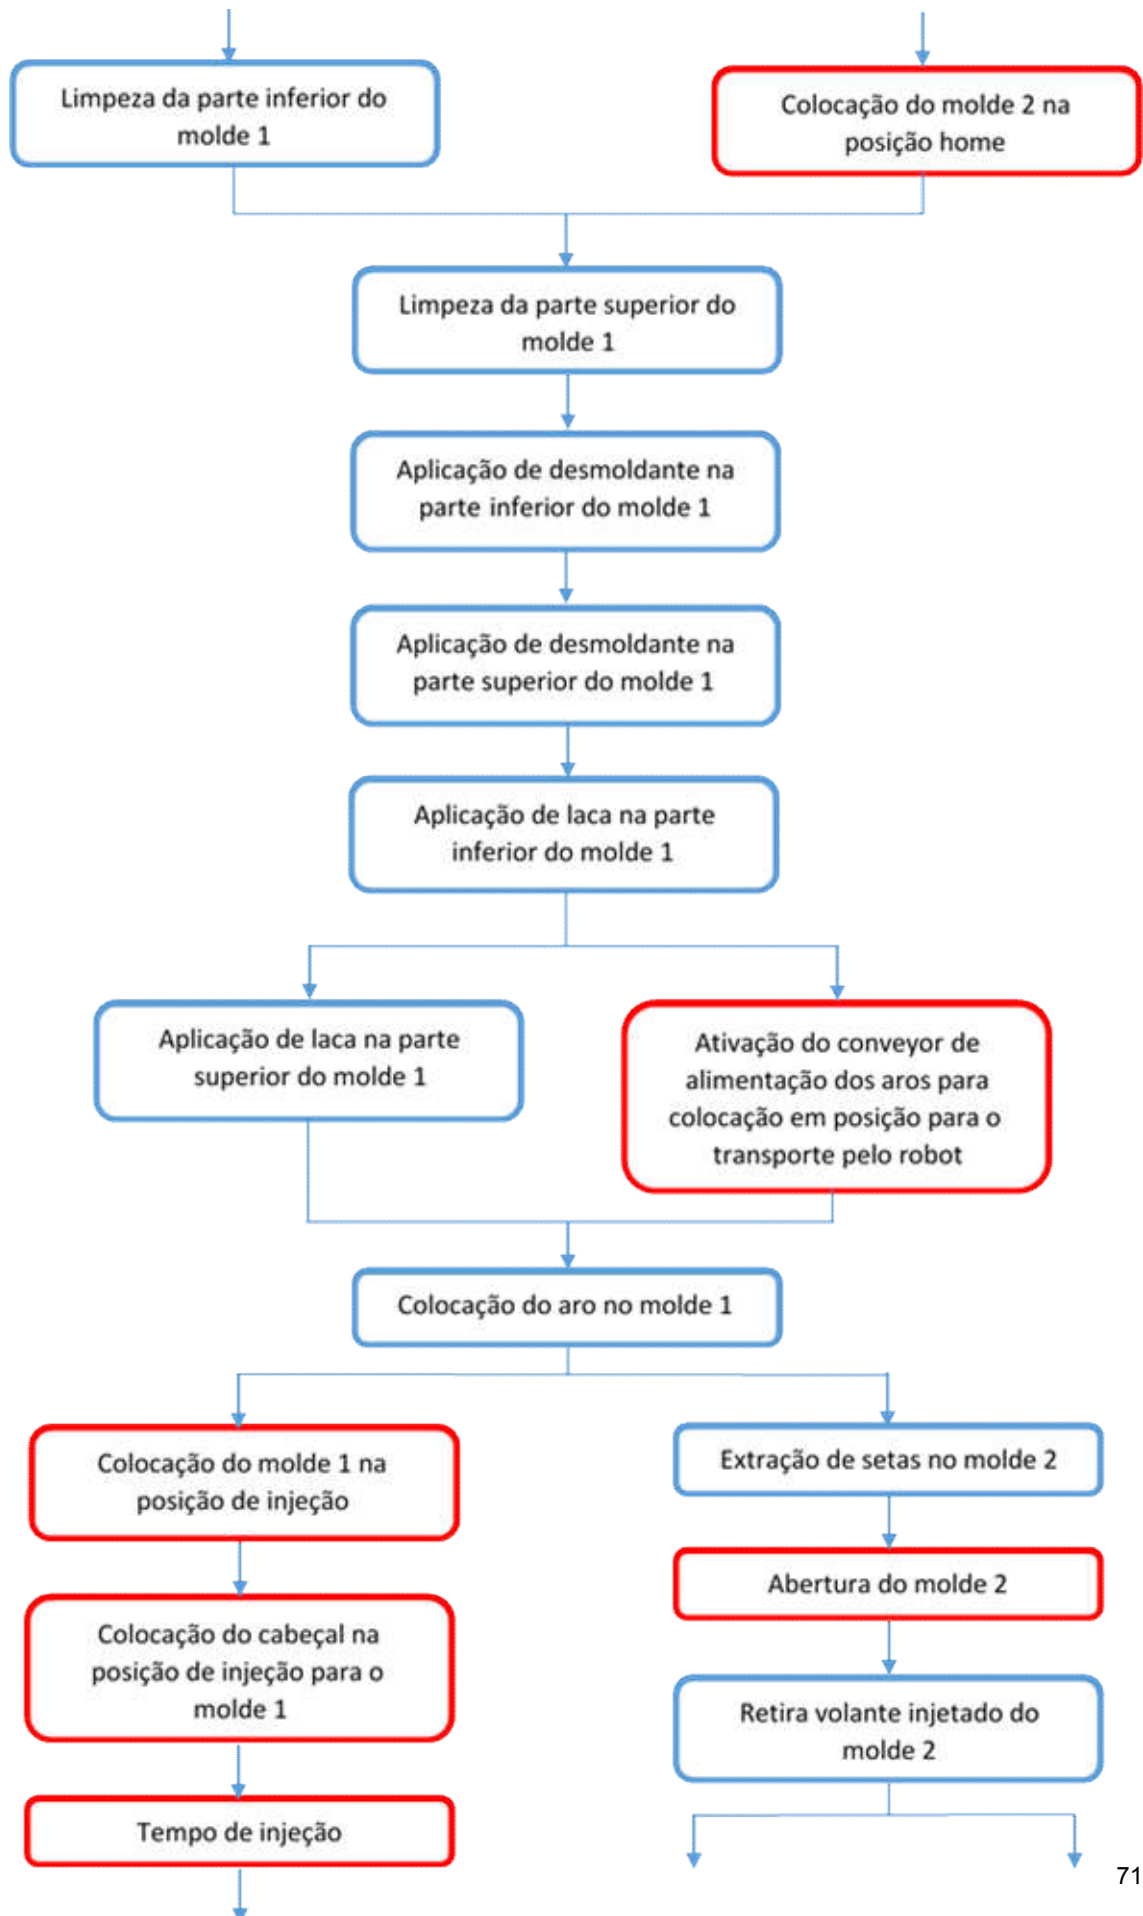 Limpeza da parte inferior do
molde 1
Colocação do molde 2 na
posição home
Limpeza da parte superior do
molde 1
Aplicação de desmoldante na
parte inferior do molde 1
Aplicação de desmoldante na
parte superior do molde 1
Aplicação de laca na parte
inferior do molde 1
Aplicação de laca na parte
superior do molde 1
Ativação do conveyor de
alimentação dos aros para
colocação em posição para o
transporte pelo robot
Colocação do aro no molde 1
Colocação do molde 1 na
posição de injeção
Extração de setas no molde 2
Abertura do molde 2
Colocação do cabeçal na
posição de injeção para o
molde 1
Retira volante injetado do
molde 2
Tempo de injeção
71